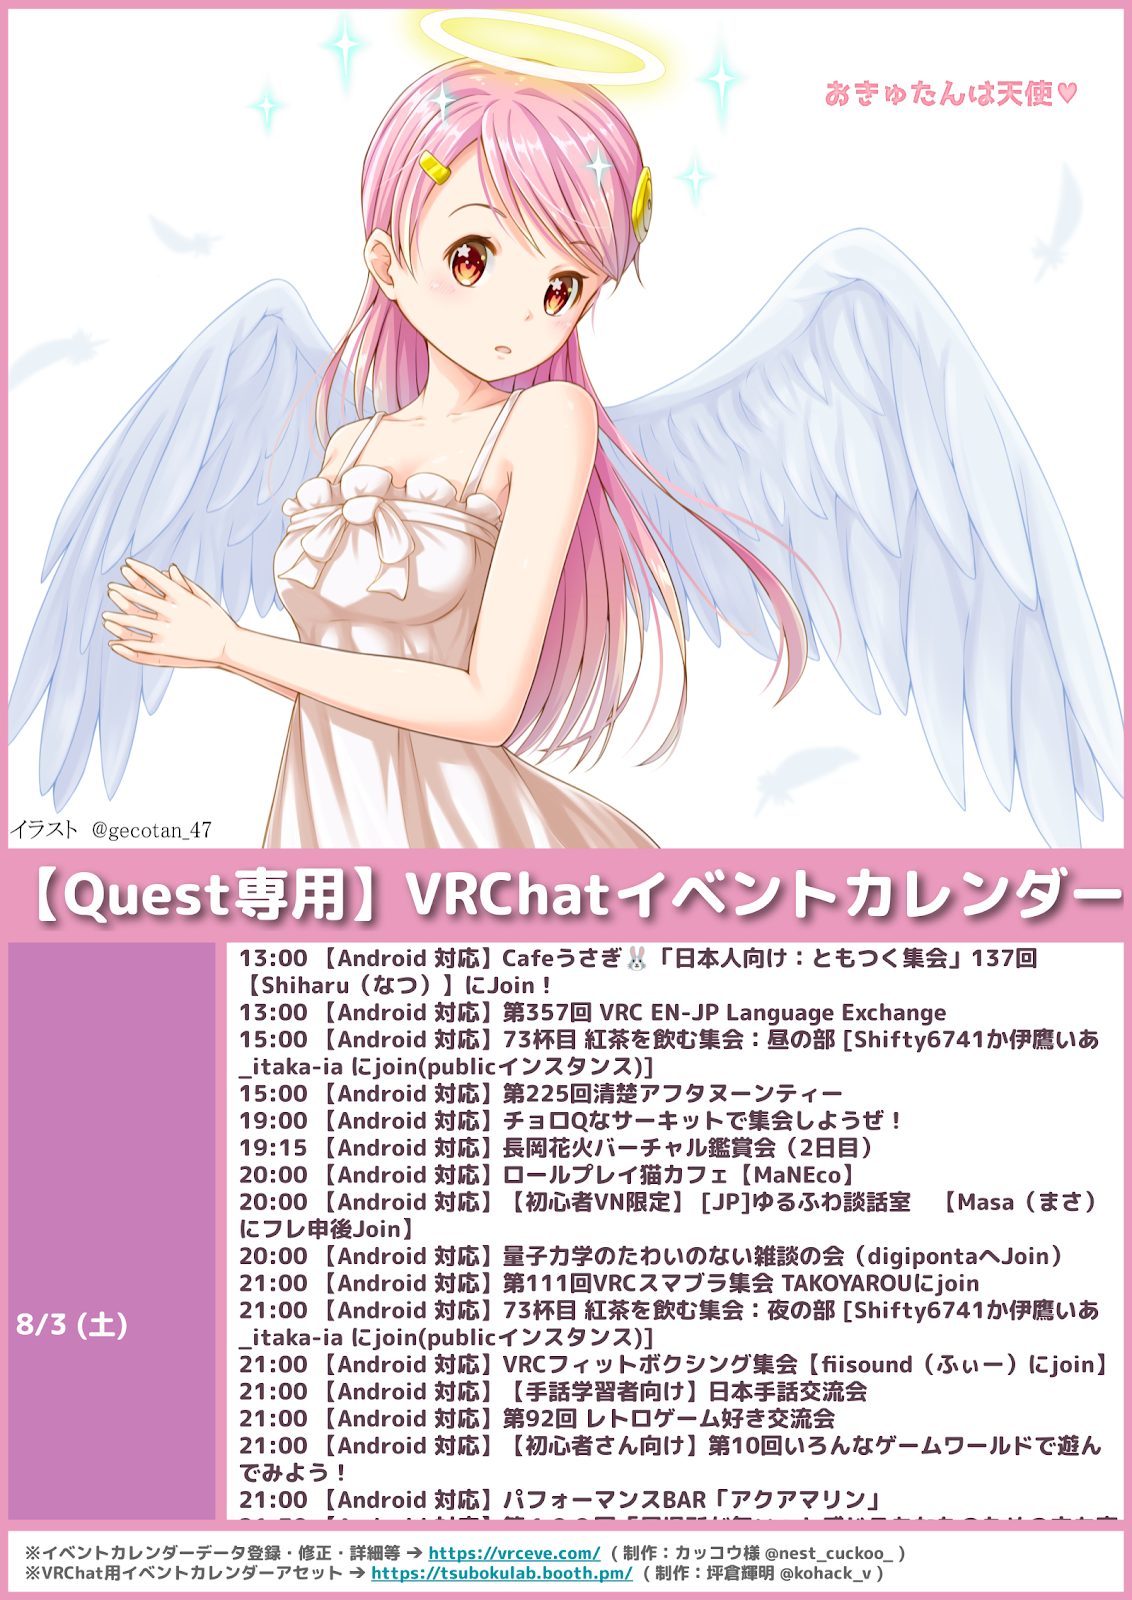 おきゅたんは天使♥
イラスト @gecotan_47
【Quest専用】VRChatイベントカレンダー
8/3 (土)
13:00 【Android 対応】Cafeうさぎ🐰「日本人向け：ともつく集会」137回
【Shiharu（なつ）】にJoin！
13:00 【Android 対応】第357回 VRC EN-JP Language Exchange
15:00 【Android 対応】73杯目 紅茶を飲む集会：昼の部 [Shifty6741か伊鷹いあ
_itaka-ia にjoin(publicインスタンス)]
15:00 【Android 対応】第225回清楚アフタヌーンティー
19:00 【Android 対応】チョロQなサーキットで集会しようぜ！
19:15 【Android 対応】長岡花火バーチャル鑑賞会（2日目）
20:00 【Android 対応】ロールプレイ猫カフェ【MaNEco】
20:00 【Android 対応】【初心者VN限定】 [JP]ゆるふわ談話室　【Masa（まさ）
にフレ申後Join】
20:00 【Android 対応】量子力学のたわいのない雑談の会（digipontaへJoin）
21:00 【Android 対応】第111回VRCスマブラ集会 TAKOYAROUにjoin
21:00 【Android 対応】73杯目 紅茶を飲む集会：夜の部 [Shifty6741か伊鷹いあ
_itaka-ia にjoin(publicインスタンス)]
21:00 【Android 対応】VRCフィットボクシング集会【fiisound（ふぃー）にjoin】
21:00 【Android 対応】【手話学習者向け】日本手話交流会
21:00 【Android 対応】第92回 レトロゲーム好き交流会
21:00 【Android 対応】【初心者さん向け】第10回いろんなゲームワールドで遊ん
でみよう！
21:00 【Android 対応】パフォーマンスBAR「アクアマリン」
※イベントカレンダーデータ登録・修正・詳細等 → https://vrceve.com/ （制作：カッコウ様 @nest_cuckoo_ ）
※VRChat用イベントカレンダーアセット → https://tsubokulab.booth.pm/ （制作：坪倉輝明 @kohack_v ）